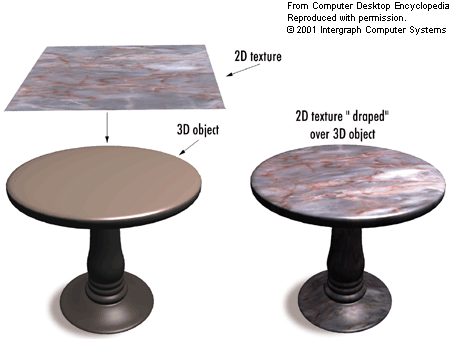 From Computer Desktop Encyclopedia
Reproduced with permission.
© 2001 Intergraph Computer Systems
2D texture
3D object
2D texture " draped"
over 3D object